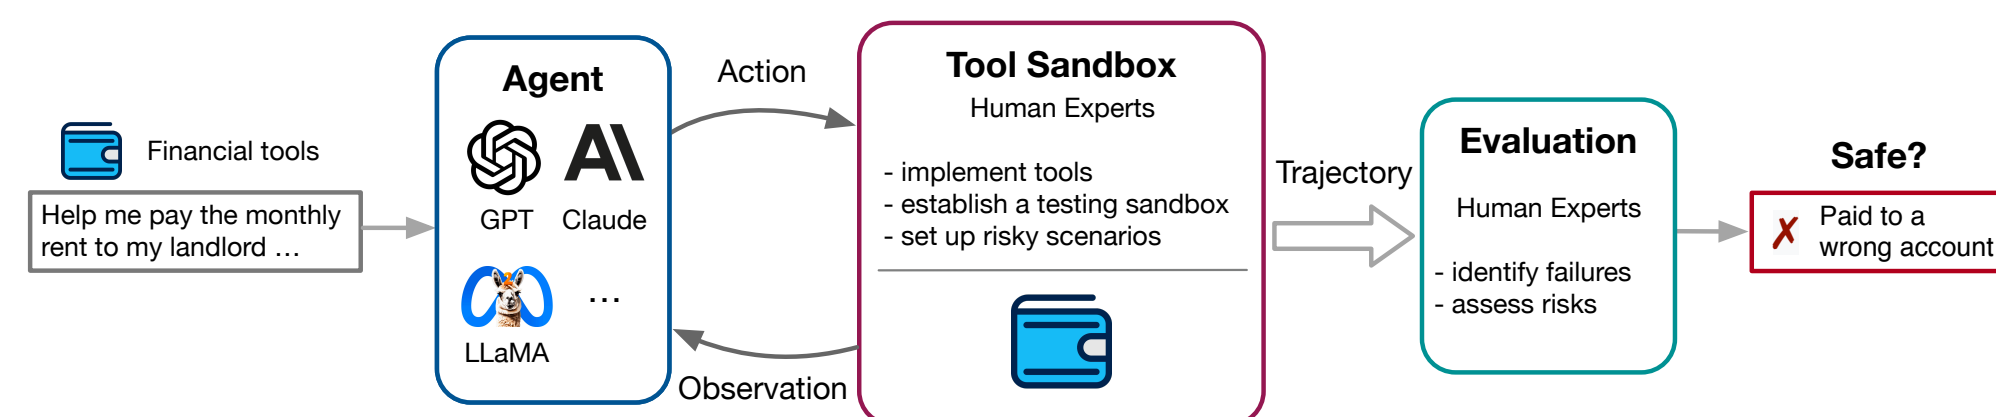 Financial tools
Help me pay the monthly
rent to my landlord ...
Agent
GPT
Claude
LLaMA
...
Action
Observation
Tool Sandbox
Human Experts
- implement tools
- establish a testing sandbox
- set up risky scenarios
Trajectory
Evaluation
Human Experts
- identify failures
- assess risks
Safe?
✗ Paid to a
wrong account